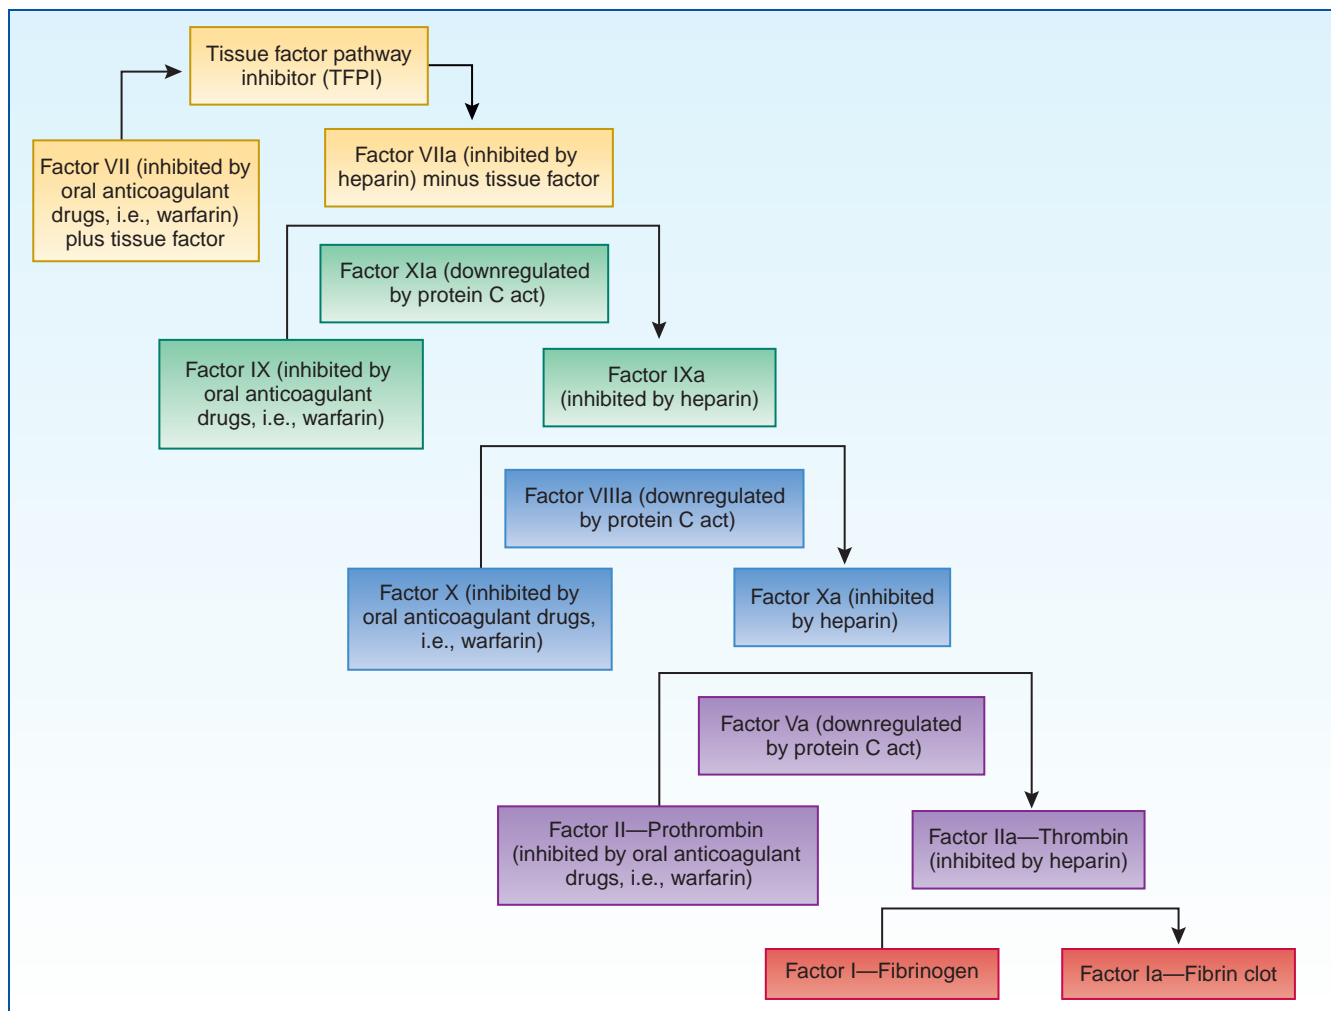 Tissue factor pathway
inhibitor (TFPI)
Factor VII (inhibited by
oral anticoagulant
drugs, i.e., warfarin)
plus tissue factor
Factor VIIa (inhibited by
heparin) minus tissue factor
Factor XIa (downregulated
by protein C act)
Factor IX (inhibited by
oral anticoagulant
drugs, i.e., warfarin)
Factor IXa
(inhibited by heparin)
Factor VIIIa (downregulated
by protein C act)
Factor X (inhibited by
oral anticoagulant drugs,
i.e., warfarin)
Factor Xa (inhibited
by heparin)
Factor Va (downregulated
by protein C act)
Factor II—Prothrombin
(inhibited by oral anticoagulant
drugs, i.e., warfarin)
Factor IIa—Thrombin
(inhibited by heparin)
Factor I—Fibrinogen
Factor Ia—Fibrin clot